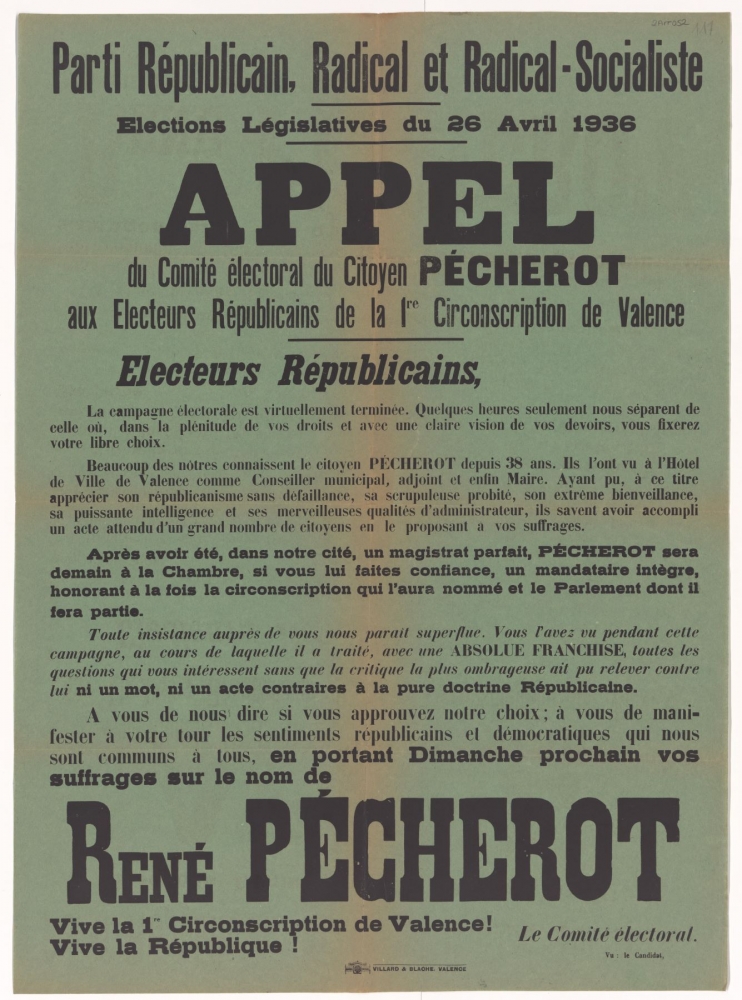 2Fi1052 117
Parti Républicain, Radical et Radical-Socialiste
Elections Législatives du 26 Avril 1936
APPEL
du Comité électoral du Citoyen PÉCHEROT
aux Electeurs Républicains de la 1re Circonscription de Valence
Electeurs Républicains,
La campagne électorale est virtuellement terminée. Quelques heures seulement nous séparent de
celle où, dans la plénitude de vos droits et avec une claire vision de vos devoirs, vous fixerez
votre libre choix.
Beaucoup des nôtres connaissent le citoyen PÉCHEROT depuis 38 ans. Ils l'ont vu à l'Hôtel
de Ville de Valence comme Conseiller municipal, adjoint et enfin Maire. Ayant pu, à ce titre
apprécier son républicanisme sans défaillance, sa scrupuleuse probité, son extrême bienveillance,
sa puissante intelligence et ses merveilleuses qualités d'administrateur, ils savent avoir accompli
un acte attendu d'un grand nombre de citoyens en le proposant à vos suffrages.
Après avoir été, dans notre cité, un magistrat parfait, PÉCHEROT sera
demain à la Chambre, si vous lui faites confiance, un mandataire intègre,
honorant à la fois la circonscription qui l'aura nommé et le Parlement dont il
fera partie.
Toute insistance auprès de vous nous paraît superflue. Vous l'avez vu pendant cette
campagne, au cours de laquelle il a traité, avec une ABSOLUE FRANCHISE, toutes les
questions qui vous intéressent sans que la critique la plus ombrageuse ait pu relever contre
lui ni un mot, ni un acte contraires à la pure doctrine Républicaine.
A vous de nous dire si vous approuvez notre choix ; à vous de mani-
fester à votre tour les sentiments républicains et démocratiques qui nous
sont communs à tous, en portant Dimanche prochain vos
suffrages sur le nom de
RENÉ PÉCHEROT
Vive la 1re Circonscription de Valence !
Vive la République !
Le Comité électoral.
Vu : le Candidat,
VILLARD & BLACHE, VALENCE